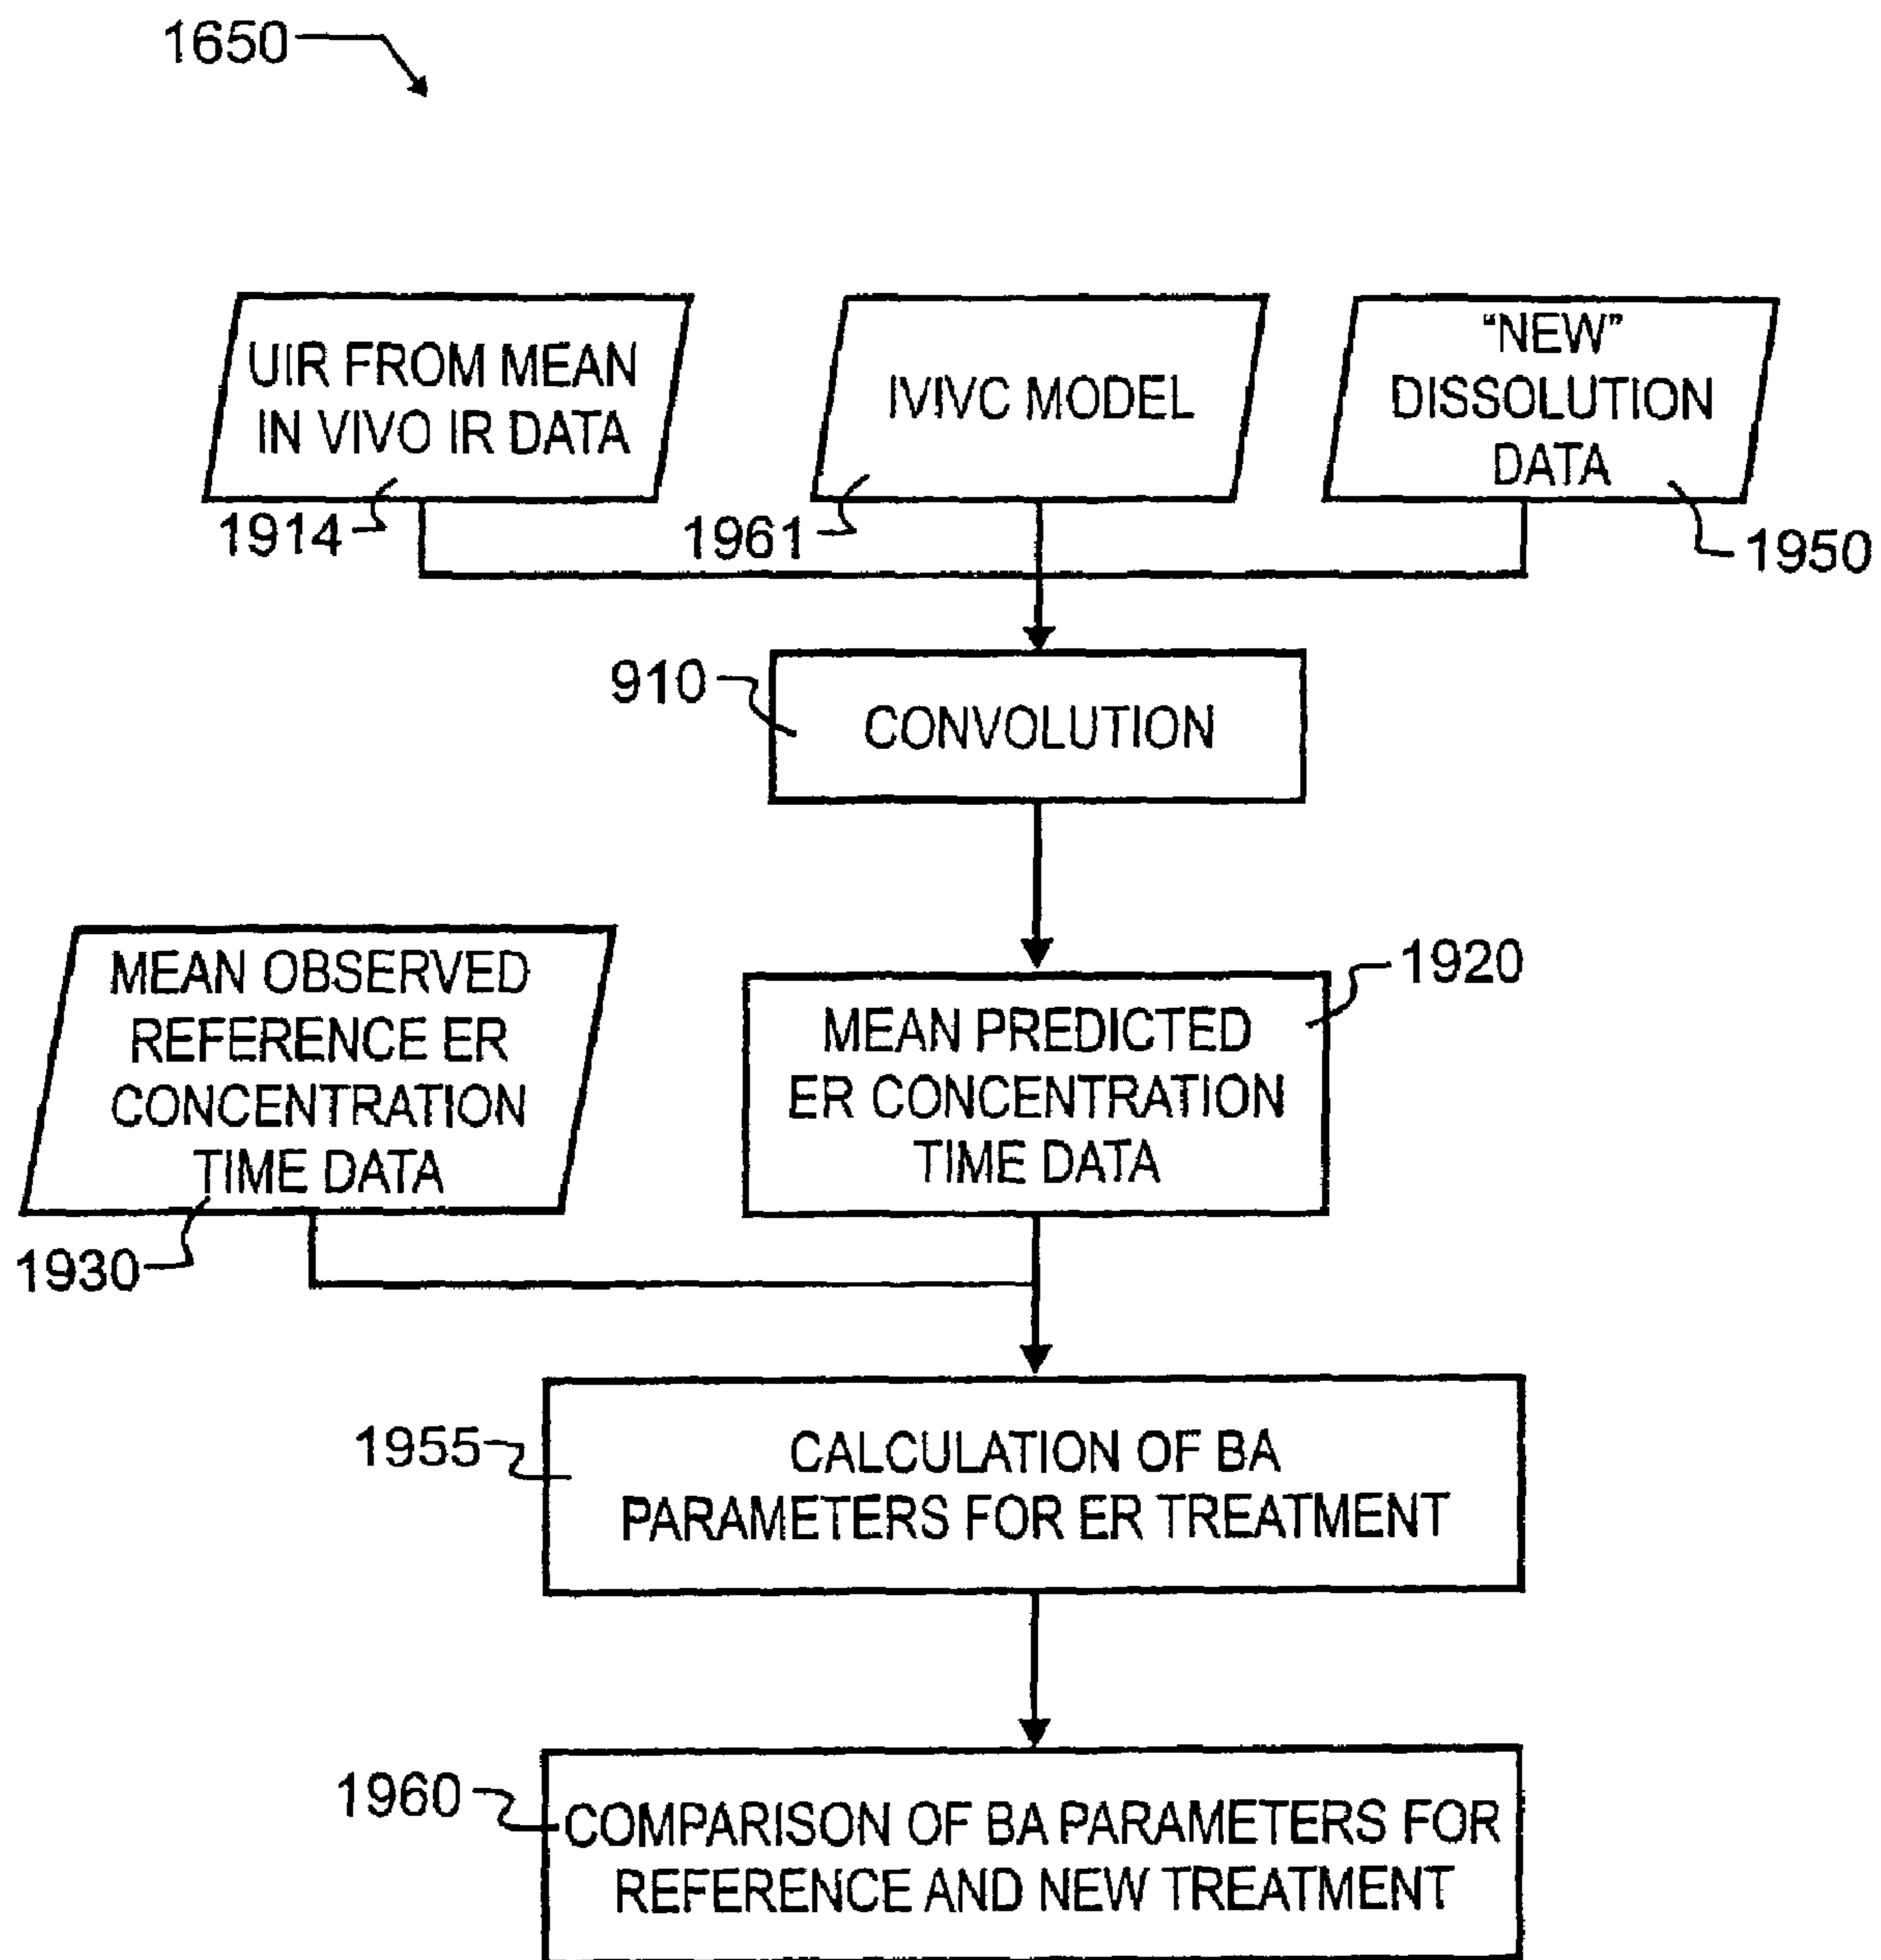 1650
UIR FROM MEAN
IN VIVO IR DATA
1914
IVIVC MODEL
1961
"NEW"
DISSOLUTION
DATA
1950
910
CONVOLUTION
MEAN OBSERVED
REFERENCE ER
CONCENTRATION
TIME DATA
1930
MEAN PREDICTED
ER CONCENTRATION
TIME DATA
1920
1955
CALCULATION OF BA
PARAMETERS FOR ER TREATMENT
1960
COMPARISON OF BA PARAMETERS FOR
REFERENCE AND NEW TREATMENT